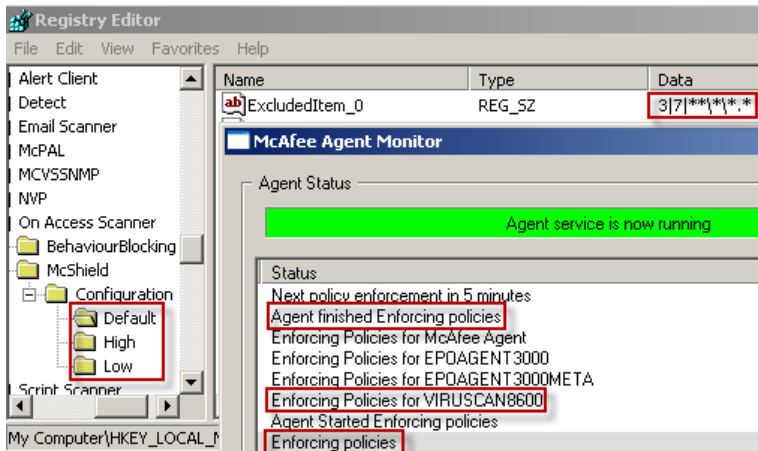 Registry Editor
File Edit View Favorites Help
Alert Client
Detect
Email Scanner
McPAL
MCVSSNMP
NVP
On Access Scanner
BehaviourBlocking
McShield
Configuration
Default
High
Low
Script Scanner
My Computer\HKEY_LOCAL_
Name Type Data
ab ExcludedItem_0 REG_SZ 3|7|**\*\*.*
McAfee Agent Monitor
Agent Status
Agent service is now running
Status
Next policy enforcement in 5 minutes
Agent finished Enforcing policies
Enforcing Policies for McAfee Agent
Enforcing Policies for EPOAGENT3000
Enforcing Policies for EPOAGENT3000META
Enforcing Policies for VIRUSCAN8600
Agent Started Enforcing policies
Enforcing policies